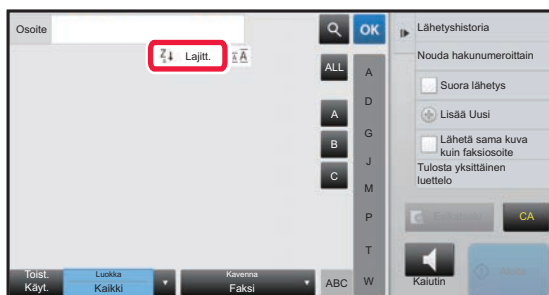 Osoite
OK
Lajitt.
A
ALL
A
B
C
A
D
G
J
M
P
T
W
ABC
Toist.
Käyt.
Luokka
Kaikki
Kavenna
Faksi
Lähetyshistoria
Nouda hakunumeroittain
Suora lähetys
Lisää Uusi
Lähetä sama kuva
kuin faksiosoite
Tulosta yksittäinen
luettelo
CA
Kaiutin
Aloita